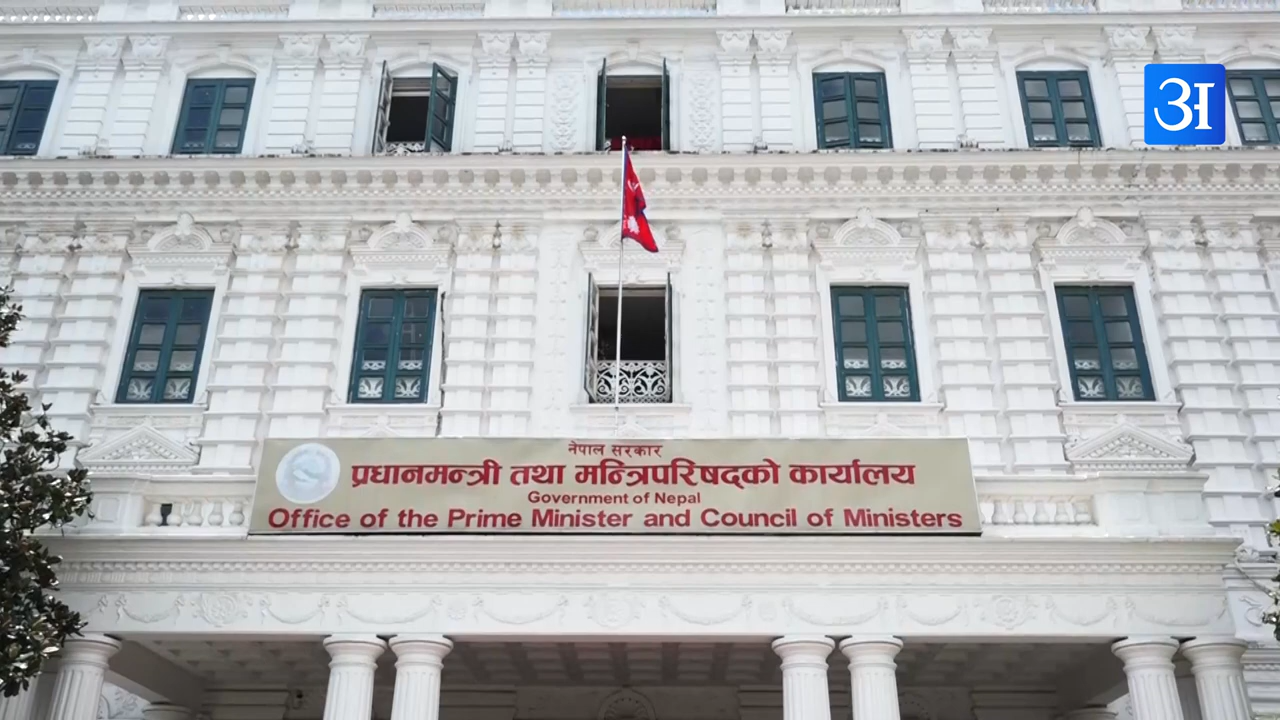 अ
नेपाल सरकार
प्रधानमन्त्री तथा मन्त्रिपरिषद्को कार्यालय
Government of Nepal
Office of the Prime Minister and Council of Ministers